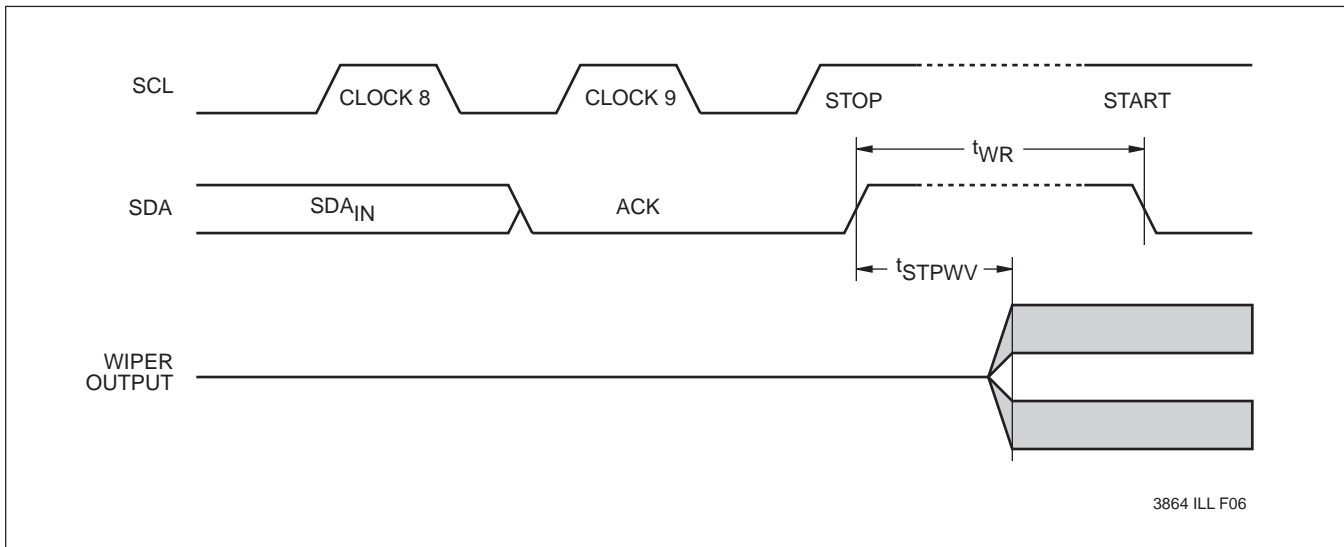 SCL
CLOCK 8
CLOCK 9
STOP
START
tWR
SDA
SDAIN
ACK
tSTPWV
WIPER
OUTPUT
3864 ILL F06